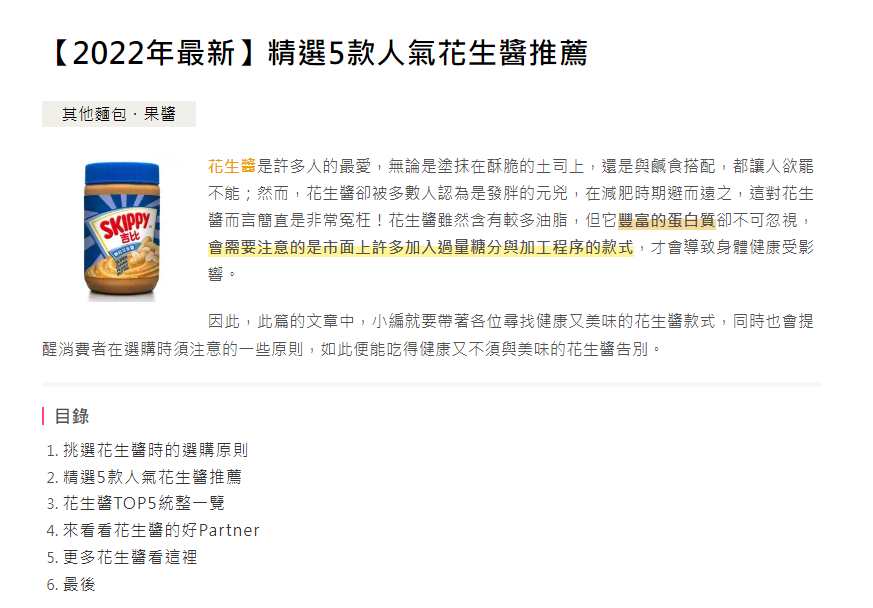 【2022年最新】精選5款人氣花生醬推薦
其他麵包・果醬
SKIPPY
吉比
花生醬是許多人的最愛，無論是塗抹在酥脆的土司上，還是與鹹食搭配，都讓人欲罷
不能；然而，花生醬卻被多數人認為是發胖的元兇，在減肥時期避而遠之，這對花生
醬而言簡直是非常冤枉！花生醬雖然含有較多油脂，但它豐富的蛋白質卻不可忽視，
會需要注意的是市面上許多加入過量糖分與加工程序的款式，才會導致身體健康受影
響。
因此，此篇的文章中，小編就要帶著各位尋找健康又美味的花生醬款式，同時也會提
醒消費者在選購時須注意的一些原則，如此便能吃得健康又不須與美味的花生醬告別。
目錄
1. 挑選花生醬時的選購原則
2. 精選5款人氣花生醬推薦
3. 花生醬TOP5統整一覽
4. 來看看花生醬的好Partner
5. 更多花生醬看這裡
6. 最後